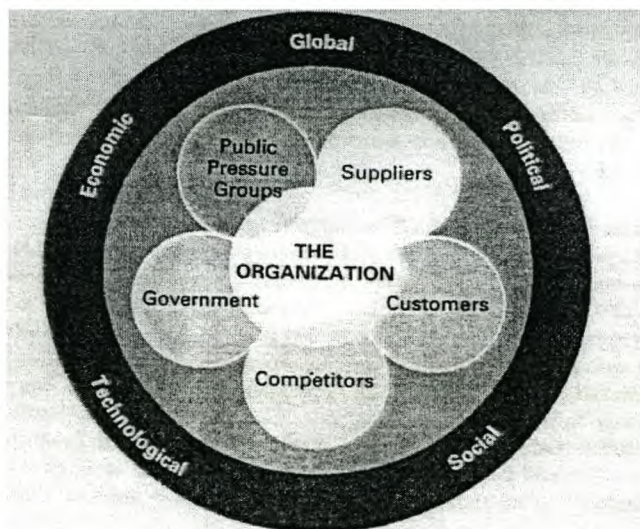 Global
Economic
Political
Public
Pressure
Groups
Suppliers
THE
ORGANIZATION
Government
Customers
Competitors
Technological
Social